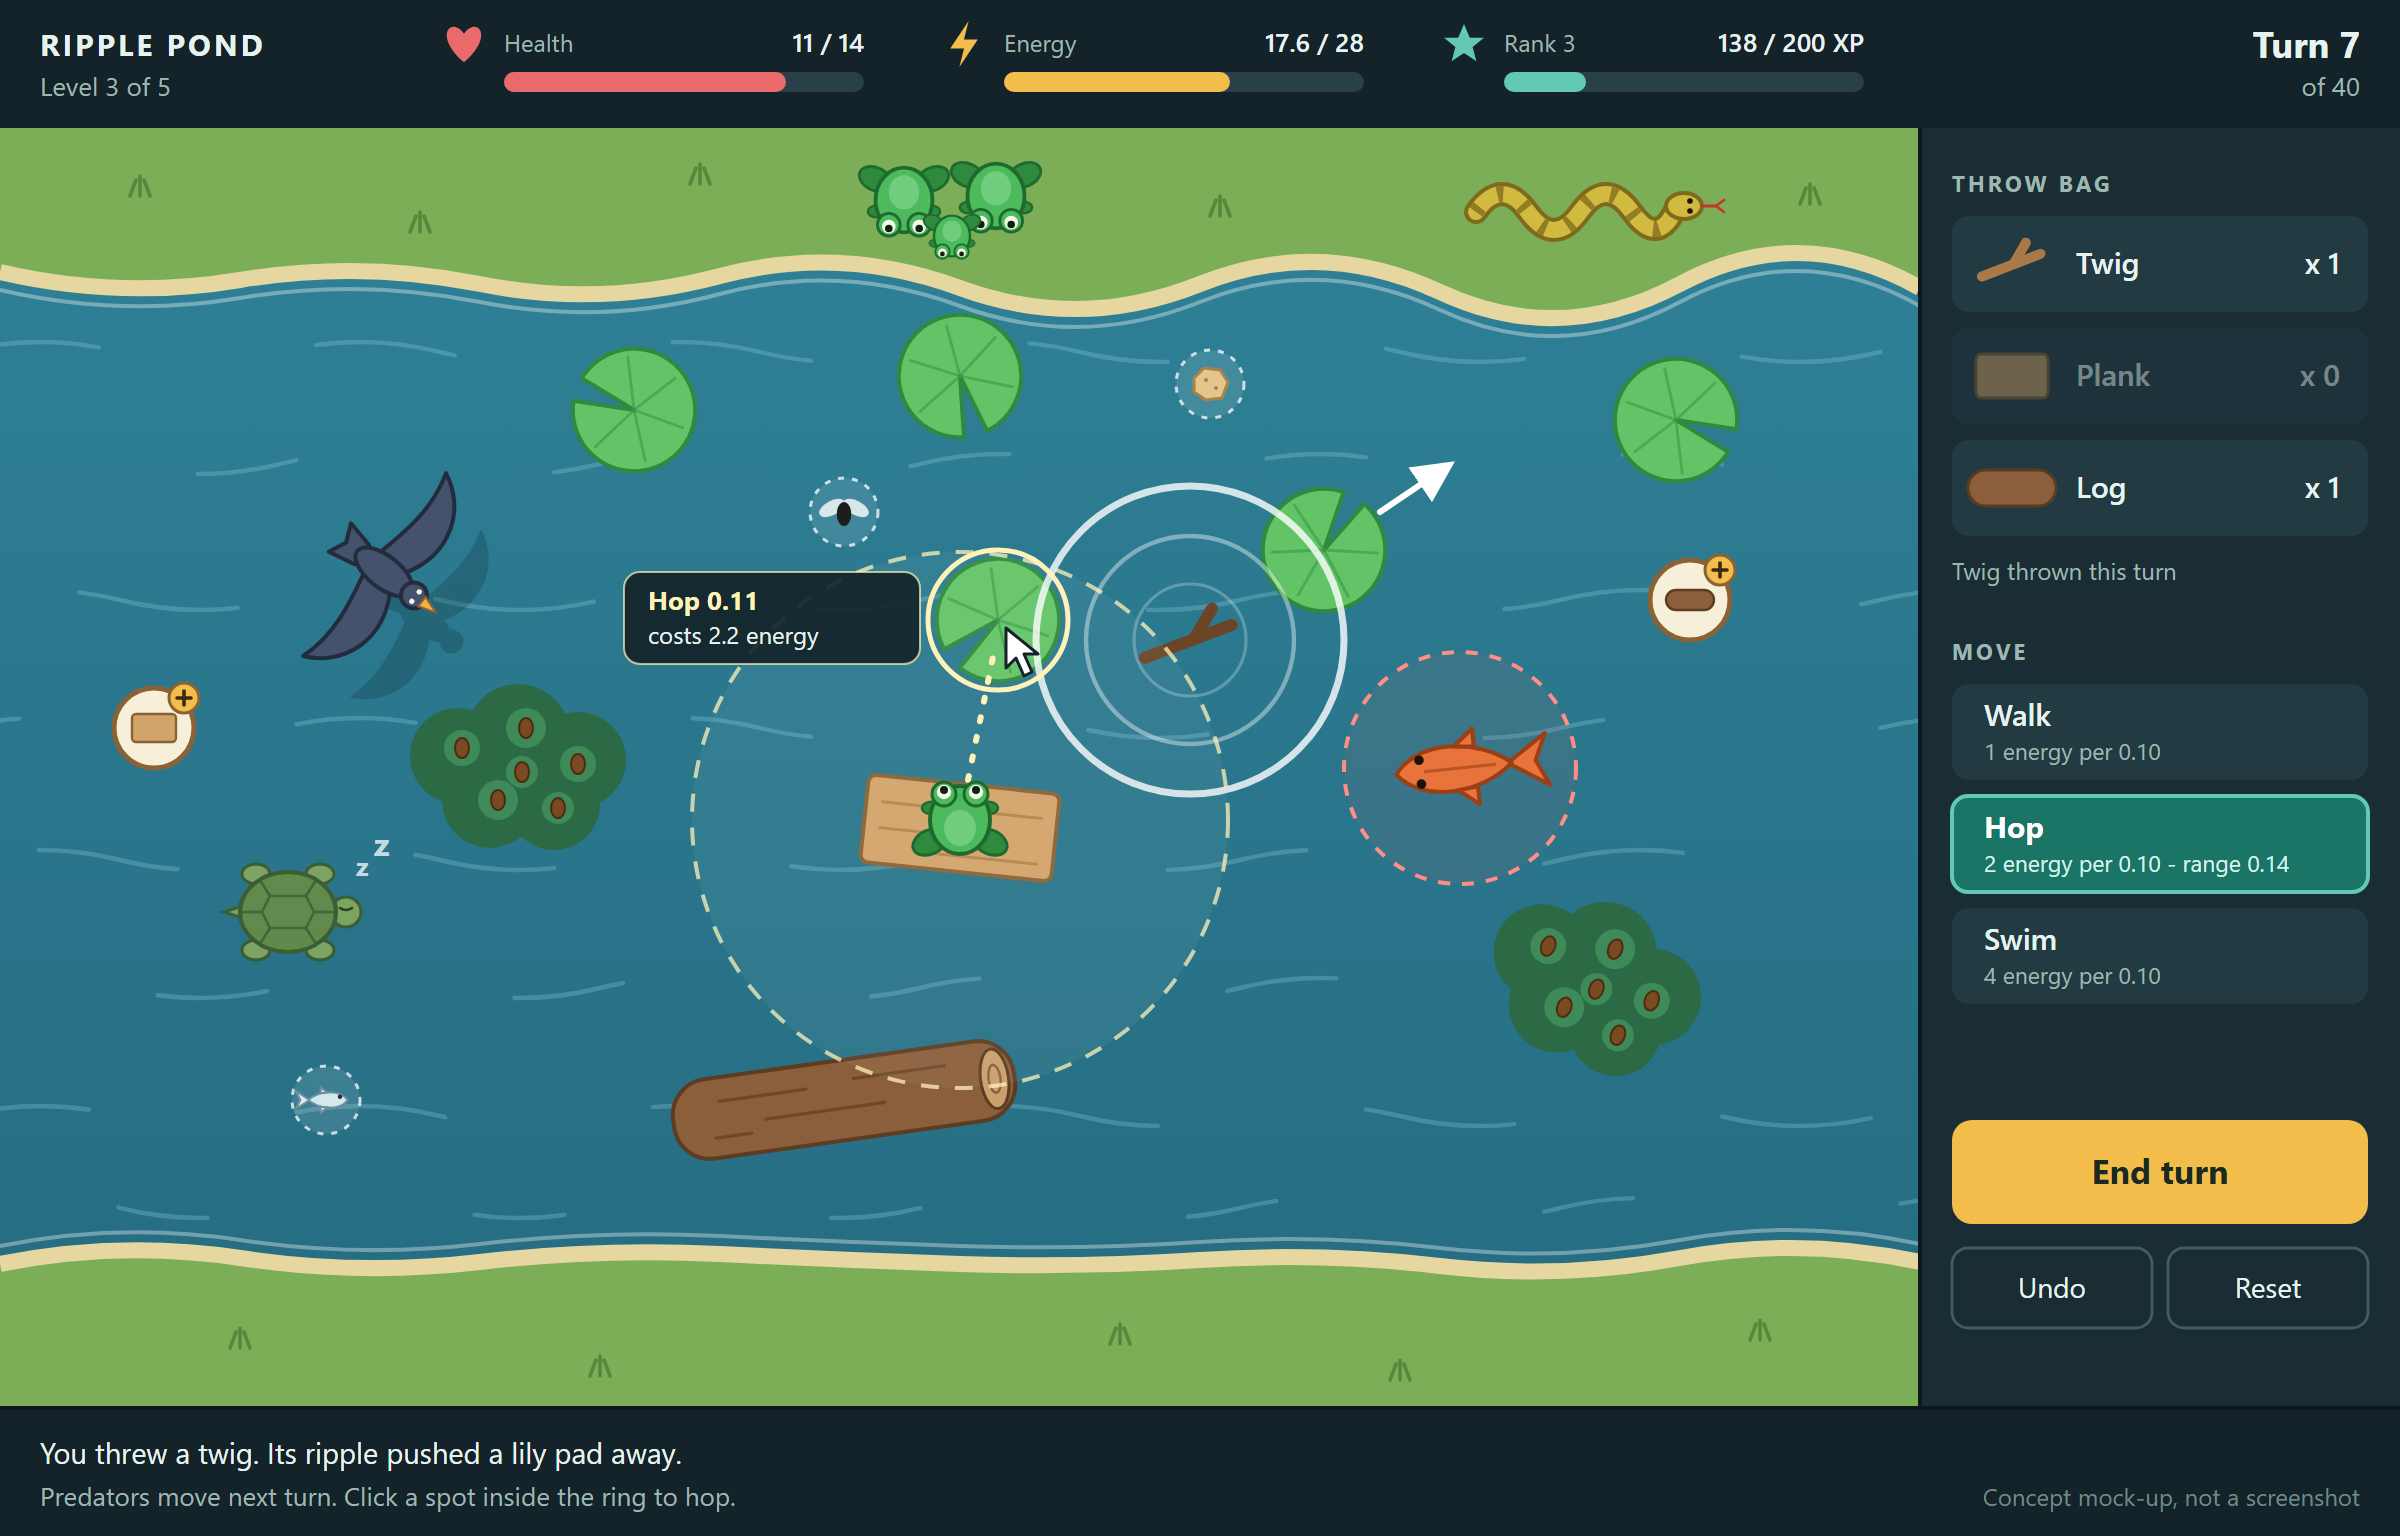 RIPPLE POND
Level 3 of 5
Health 11 / 14
Energy 17.6 / 28
Rank 3 138 / 200 XP
Turn 7
of 40
THROW BAG
Twig x 1
Plank x 0
Log x 1
Twig thrown this turn
MOVE
Walk
1 energy per 0.10
Hop
2 energy per 0.10 - range 0.14
Swim
4 energy per 0.10
End turn
Undo Reset
Hop 0.11
costs 2.2 energy
z
z
You threw a twig. Its ripple pushed a lily pad away.
Predators move next turn. Click a spot inside the ring to hop.
Concept mock-up, not a screenshot